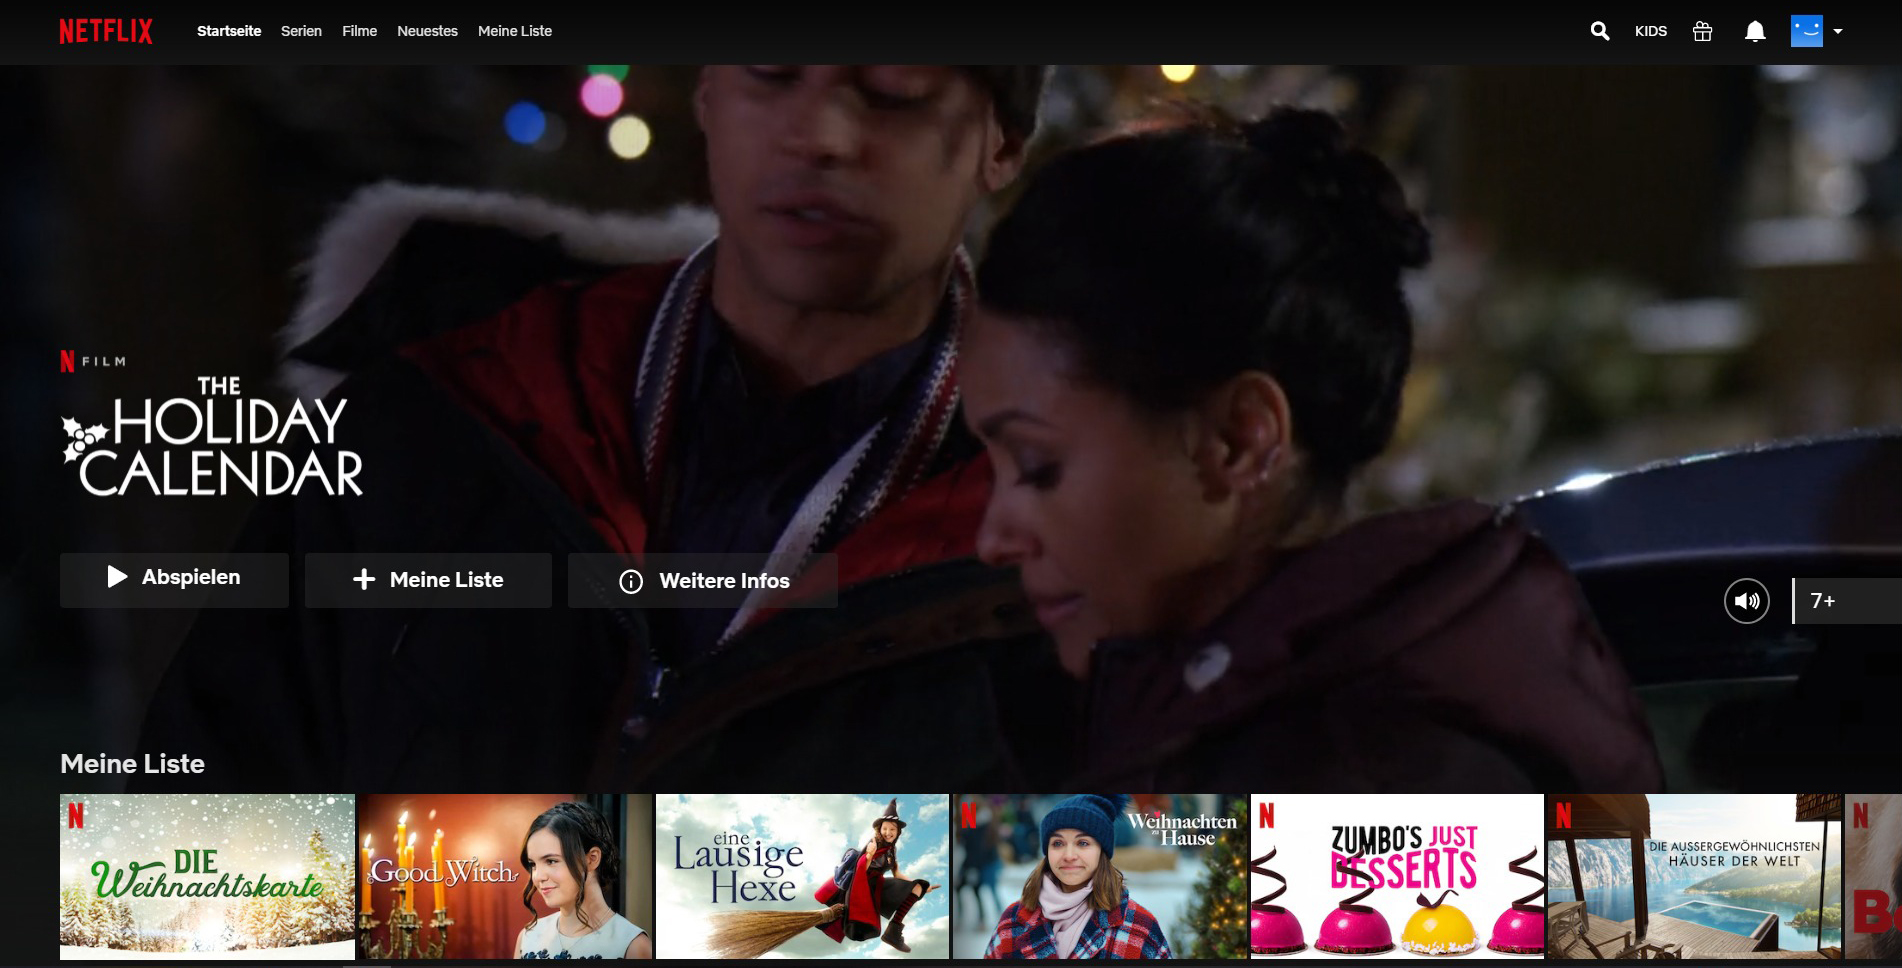 NETFLIX Startseite Serien Filme Neuestes Meine Liste KIDS
N FILM
THE
HOLIDAY
CALENDAR
Abspielen Meine Liste Weitere Infos
7+
Meine Liste
N
DIE
Weihnachtskarte
Good Witch
eine
Lausige
Hexe
N
Weihnachten
zu
Hause
N
ZUMBO'S JUST
DESSERTS
N
DIE AUSSERGEWÖHNLICHSTEN
HÄUSER DER WELT
N